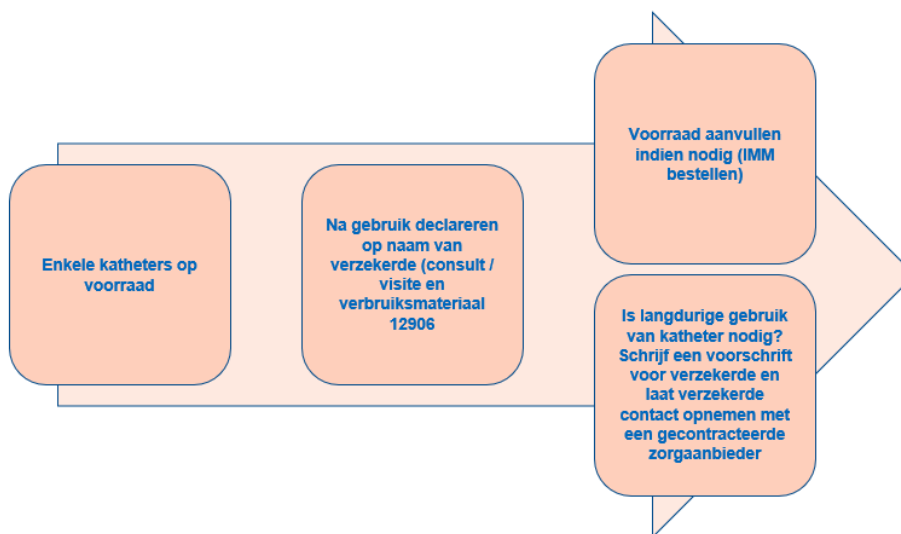 Enkele katheters op
voorraad
Na gebruik declareren
op naam van
verzekerde (consult /
visite en
verbruiksmateriaal
12906
Voorraad aanvullen
indien nodig (IMM
bestellen)
Is langdurige gebruik
van katheter nodig?
Schrijf een voorschrift
voor verzekerde en
laat verzekerde
contact opnemen met
een gecontracteerde
zorgaanbieder